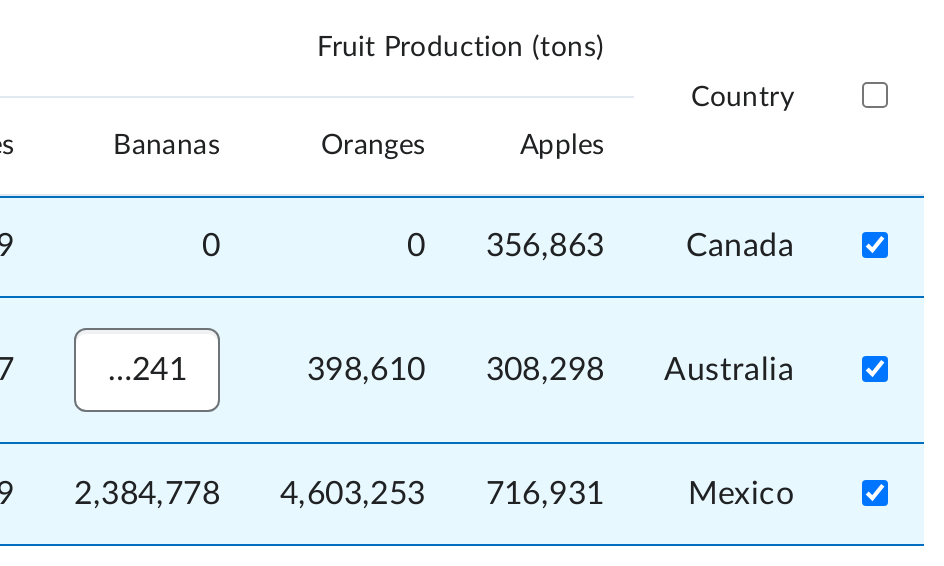 Fruit Production (tons)
Country
es Bananas Oranges Apples
9 0 0 356,863 Canada
7 ...241 398,610 308,298 Australia
9 2,384,778 4,603,253 716,931 Mexico